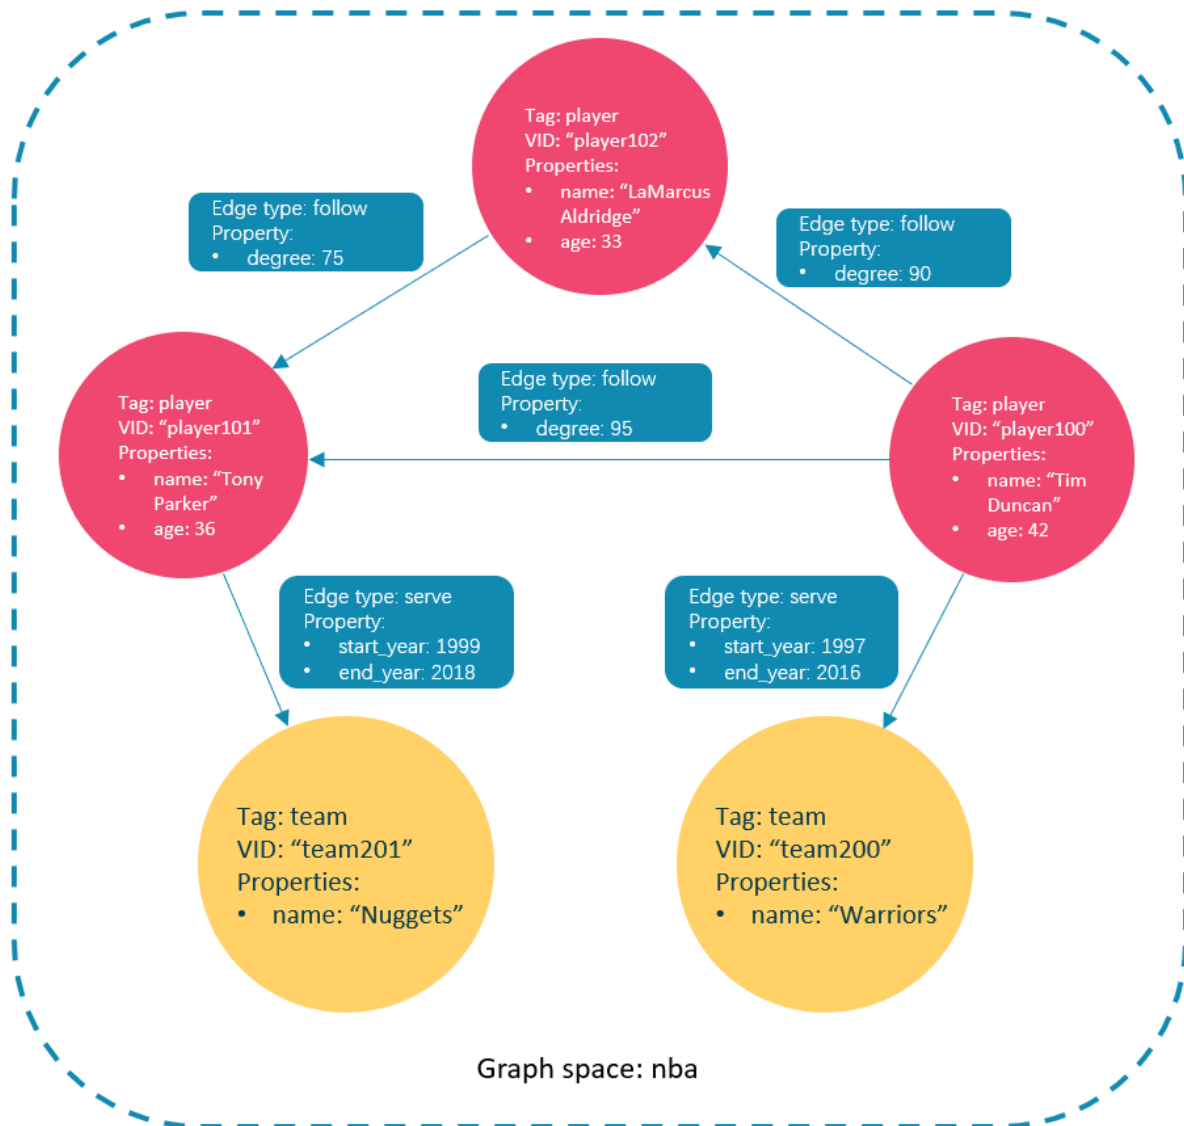 Tag: player
VID: “player102”
Properties:
• name: “LaMarcus
Aldridge”
• age: 33
Edge type: follow
Property:
• degree: 75
Edge type: follow
Property:
• degree: 90
Edge type: follow
Property:
• degree: 95
Tag: player
VID: “player101”
Properties:
• name: “Tony
Parker”
• age: 36
Tag: player
VID: “player100”
Properties:
• name: “Tim
Duncan”
• age: 42
Edge type: serve
Property:
• start_year: 1999
• end_year: 2018
Edge type: serve
Property:
• start_year: 1997
• end_year: 2016
Tag: team
VID: “team201”
Properties:
• name: “Nuggets”
Tag: team
VID: “team200”
Properties:
• name: “Warriors”
Graph space: nba